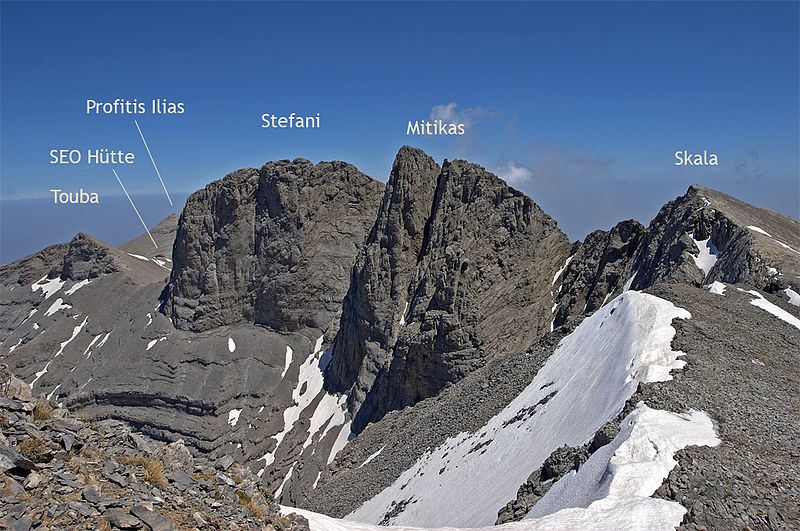 Profitis Ilias
Stefani
Mitikas
SEO Hütte
Skala
Touba